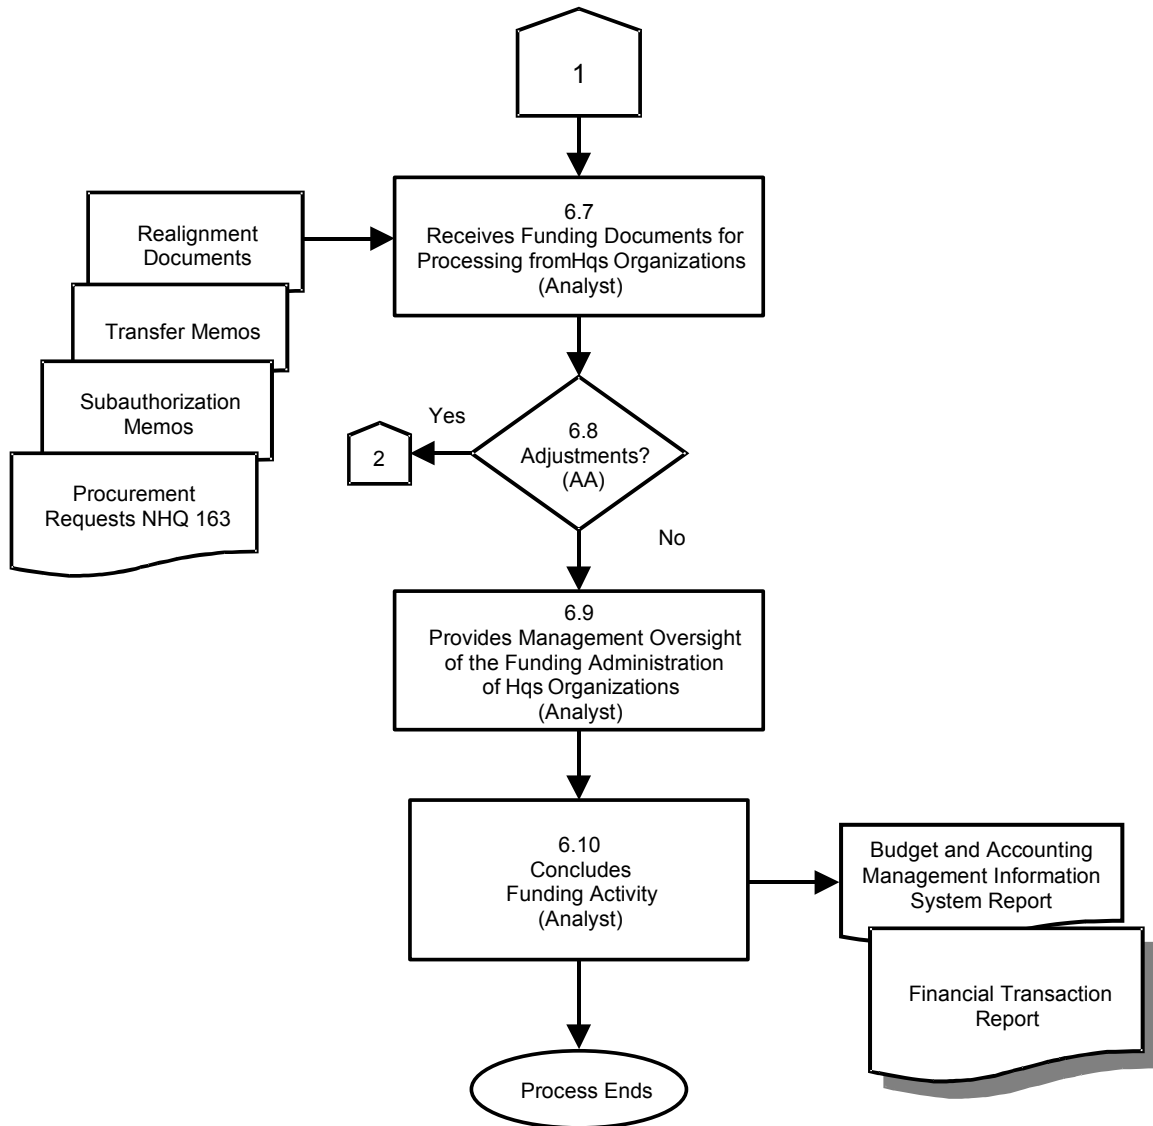 1
6.7
Receives Funding Documents for
Processing fromHqs Organizations
(Analyst)
Realignment
Documents
Transfer Memos
Subauthorization
Memos
Procurement
Requests NHQ 163
6.8
Adjustments?
(AA)
Yes
2
No
6.9
Provides Management Oversight
of the Funding Administration
of Hqs Organizations
(Analyst)
6.10
Concludes
Funding Activity
(Analyst)
Budget and Accounting
Management Information
System Report
Financial Transaction
Report
Process Ends